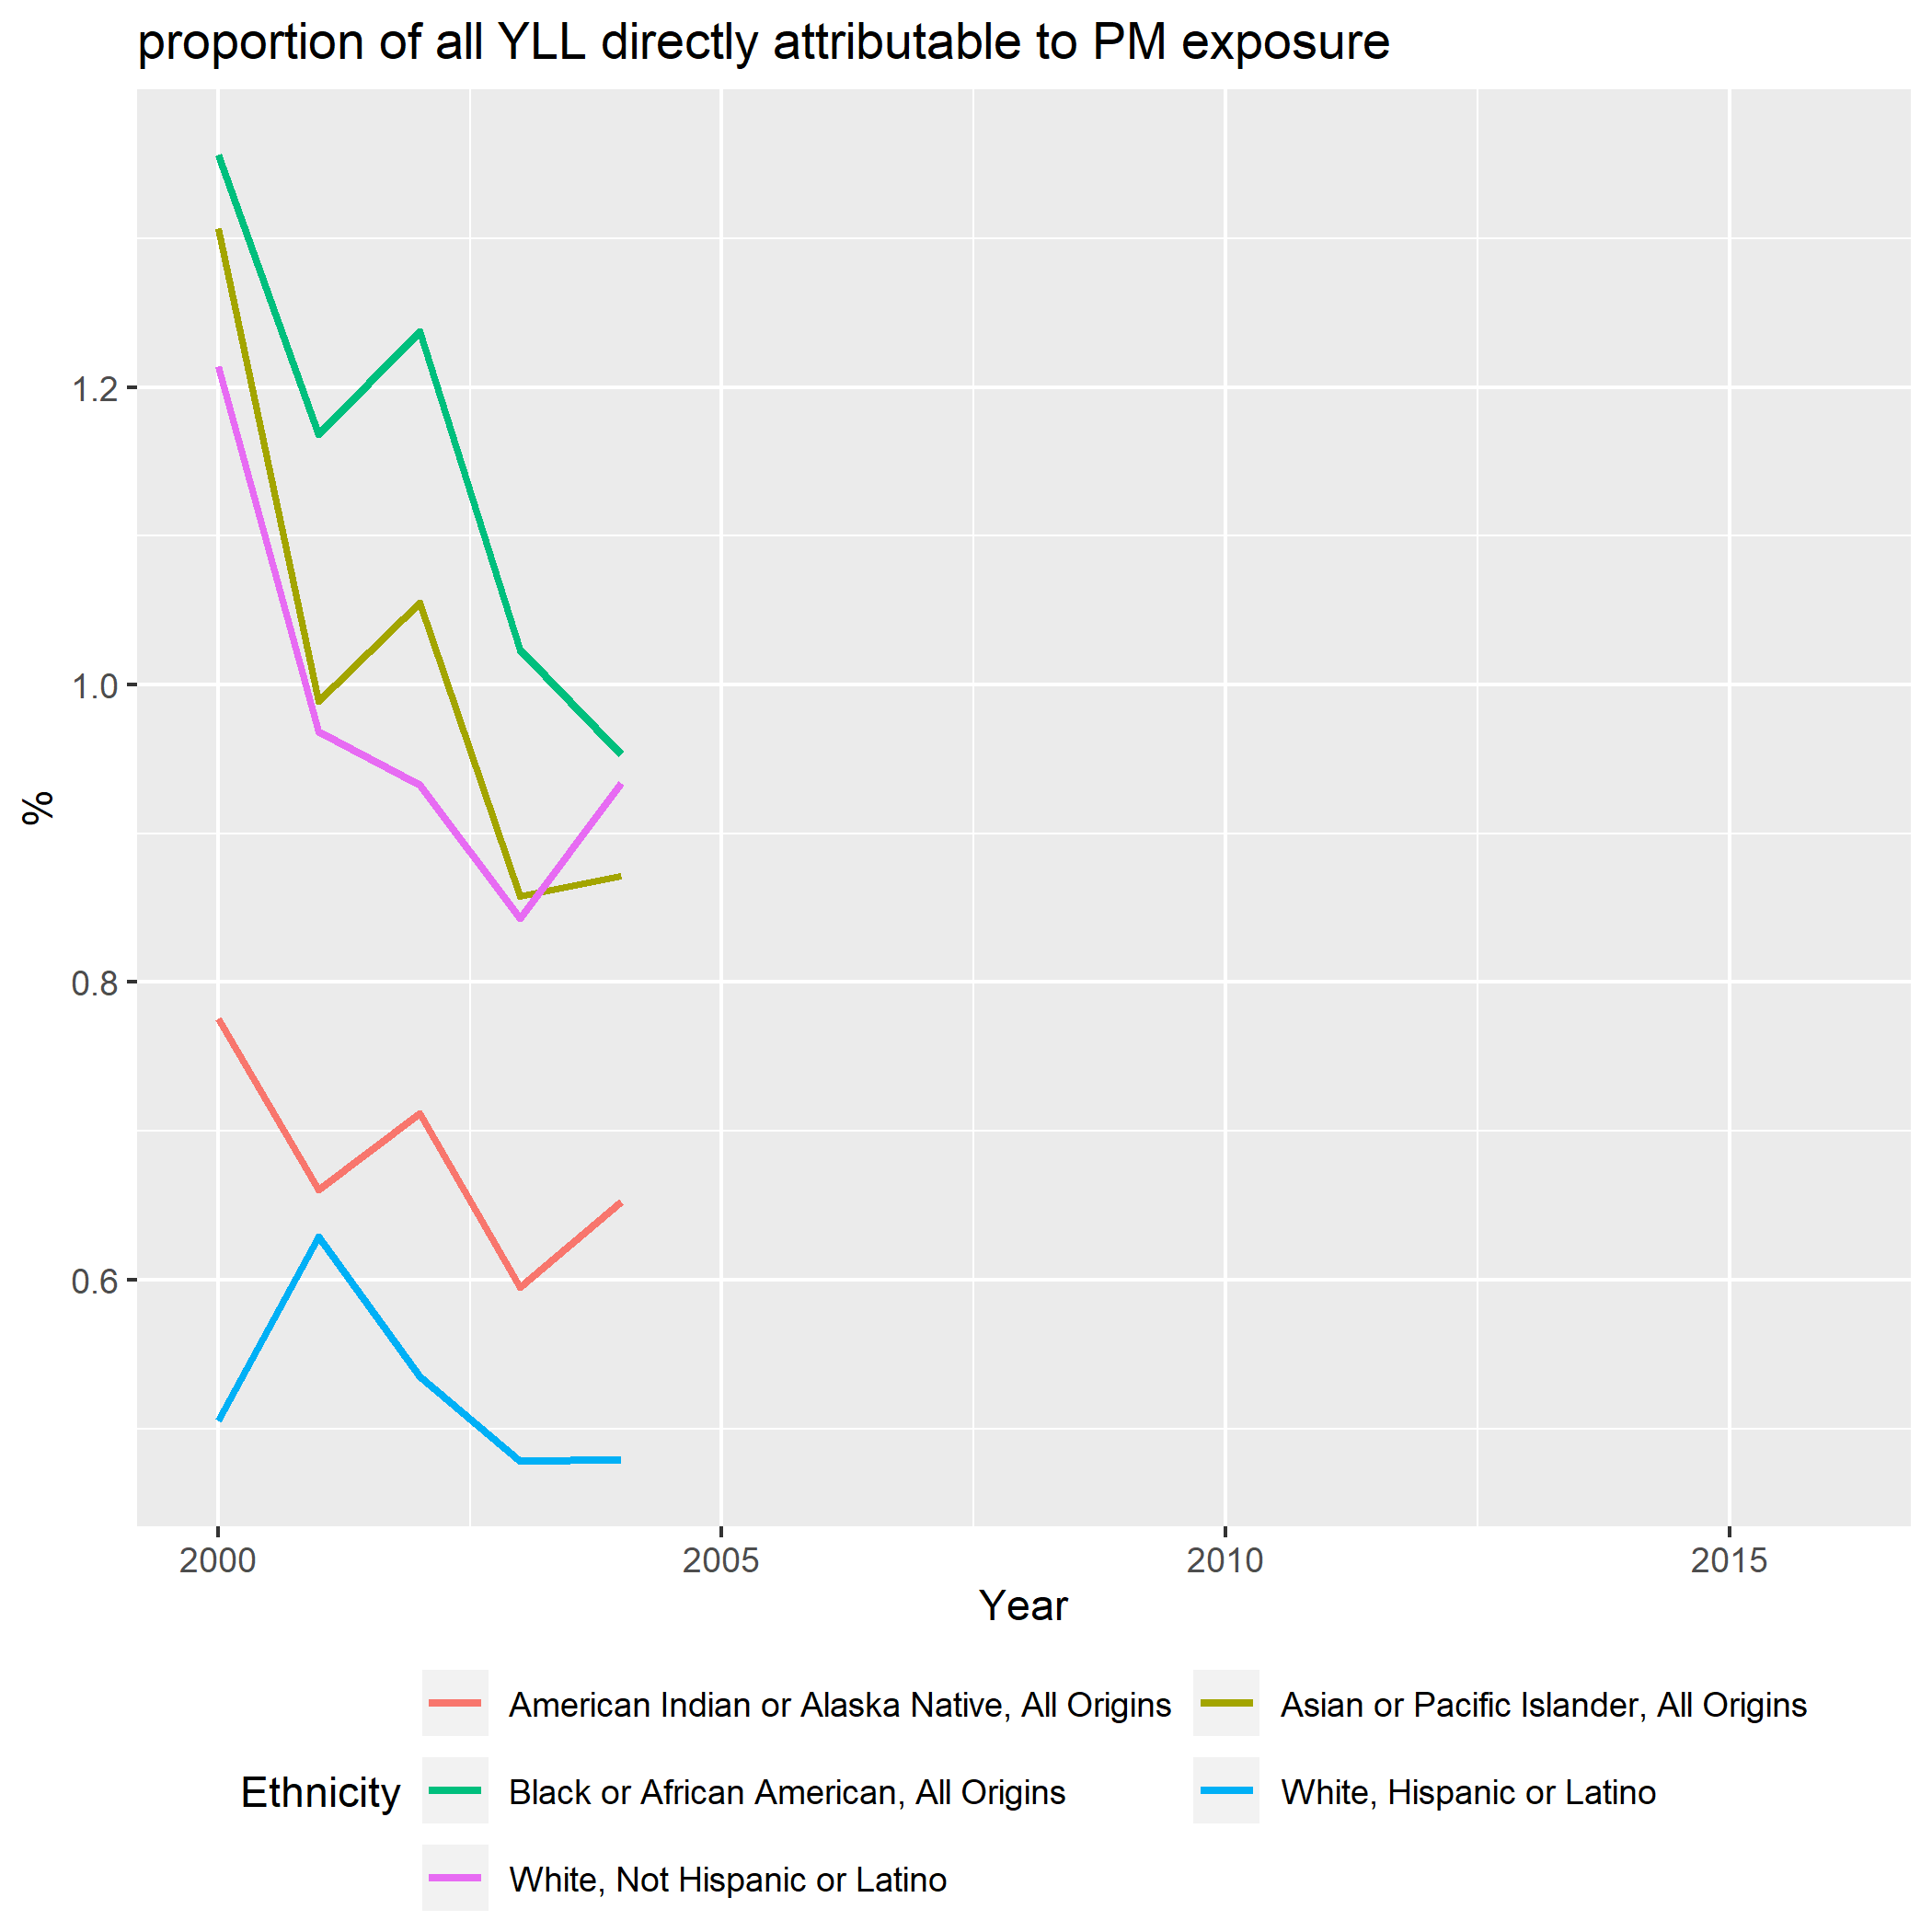 proportion of all YLL directly attributable to PM exposure
1.2
1.0
%
0.8
0.6
2000 2005 2010 2015
Year
American Indian or Alaska Native, All Origins Asian or Pacific Islander, All Origins
Ethnicity Black or African American, All Origins White, Hispanic or Latino
White, Not Hispanic or Latino